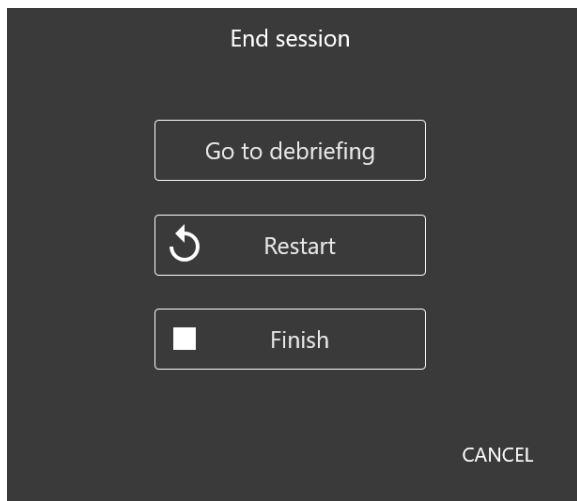 End session
Go to debriefing
Restart
Finish
CANCEL